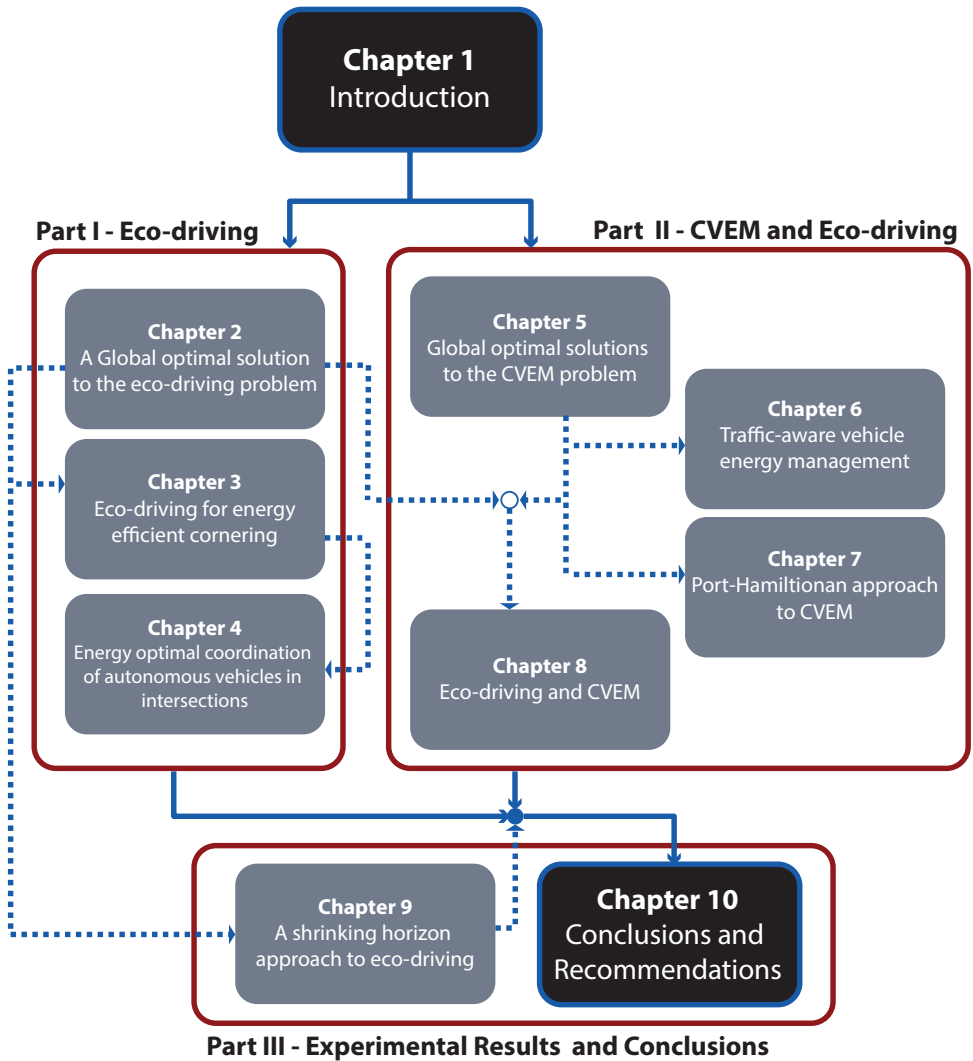 Chapter 1
Introduction
Part I - Eco-driving
Chapter 2
A Global optimal solution
to the eco-driving problem
Chapter 3
Eco-driving for energy
efficient cornering
Chapter 4
Energy optimal coordination
of autonomous vehicles in
intersections
Part II - CVEM and Eco-driving
Chapter 5
Global optimal solutions
to the CVEM problem
Chapter 6
Traffic-aware vehicle
energy management
Chapter 7
Port-Hamiltionan approach
to CVEM
Chapter 8
Eco-driving and CVEM
Chapter 9
A shrinking horizon
approach to eco-driving
Chapter 10
Conclusions and
Recommendations
Part III - Experimental Results and Conclusions